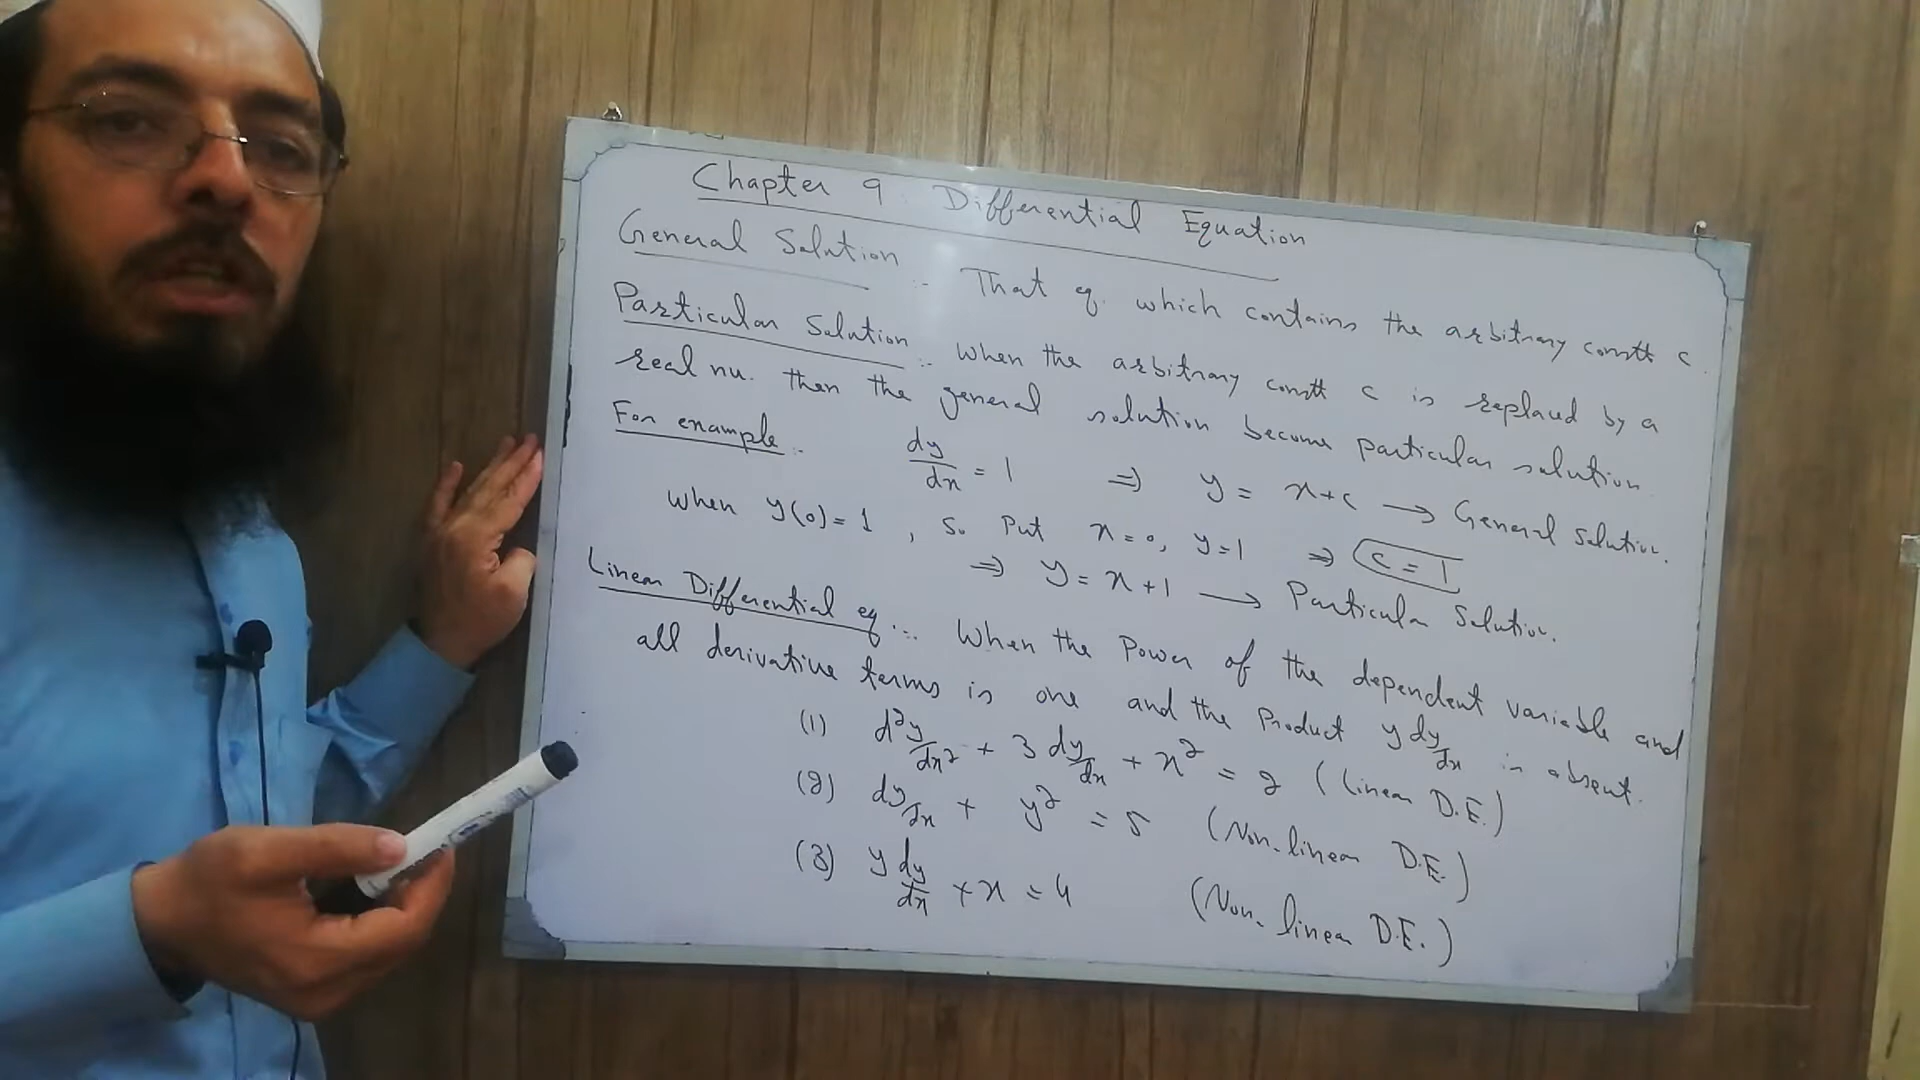 Chapter 9 Differential Equation
General Solution :- That eq. which contains the arbitrary constt c.
Particular Solution :- When the arbitrary constt c is replaced by a
real nu. then the general solution become particular solution.
For example :- dy/dx = 1 ⇒ y = x+c → General Solution.
When y(0)=1 , So Put x=0, y=1 ⇒ c=1
⇒ y = x+1 → Particular Solution.
Linear Differential eq :- When the Power of the dependent variable and
all derivative terms is one and the Product y dy/dx is absent.
(1) d²y/dx² + 3 dy/dx + x² = 2 (Linear D.E.)
(2) dy/dx + y² = 5 (Non-linear D.E.)
(3) y dy/dx + x = 4 (Non-linear D.E.)